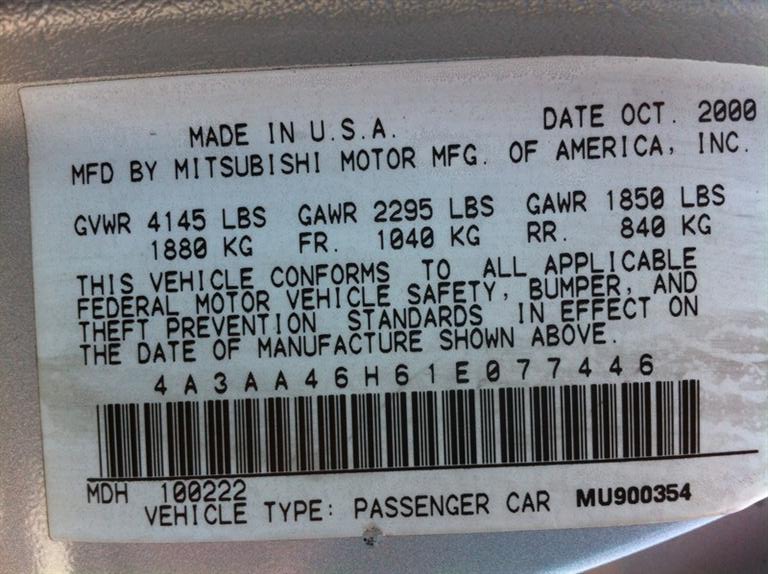 MADE IN U.S.A. DATE OCT. 2000
MFD BY MITSUBISHI MOTOR MFG. OF AMERICA, INC.
GVWR 4145 LBS GAWR 2295 LBS GAWR 1850 LBS
1880 KG FR. 1040 KG RR. 840 KG
THIS VEHICLE CONFORMS TO ALL APPLICABLE
FEDERAL MOTOR VEHICLE SAFETY, BUMPER, AND
THEFT PREVENTION STANDARDS IN EFFECT ON
THE DATE OF MANUFACTURE SHOWN ABOVE.
4A3AA46H61E077446
MDH 100222
VEHICLE TYPE: PASSENGER CAR MU900354